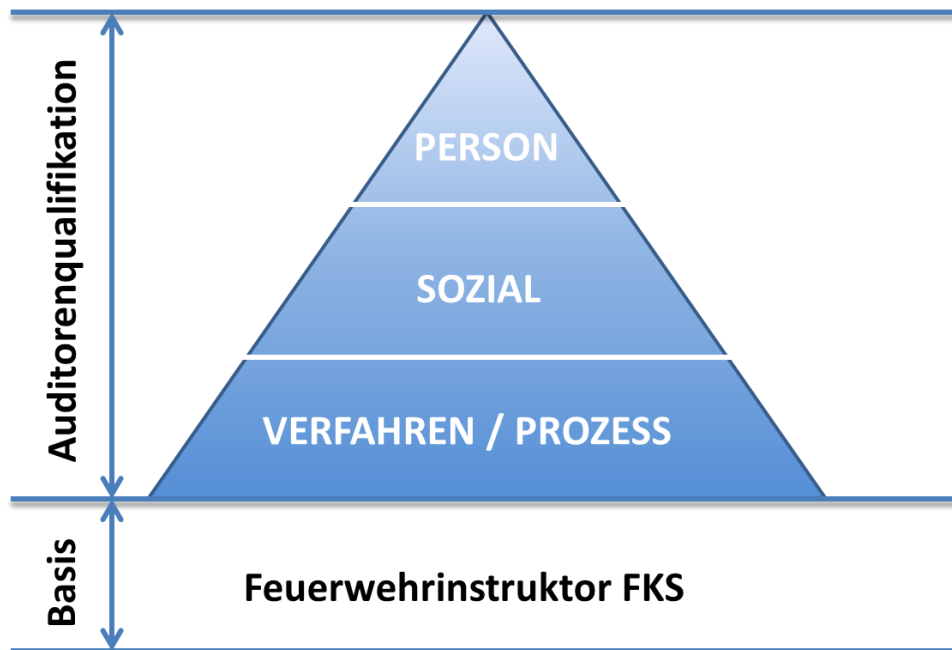 Auditorenqualifikation
PERSON
SOZIAL
VERFAHREN / PROZESS
Basis
Feuerwehrinstruktor FKS